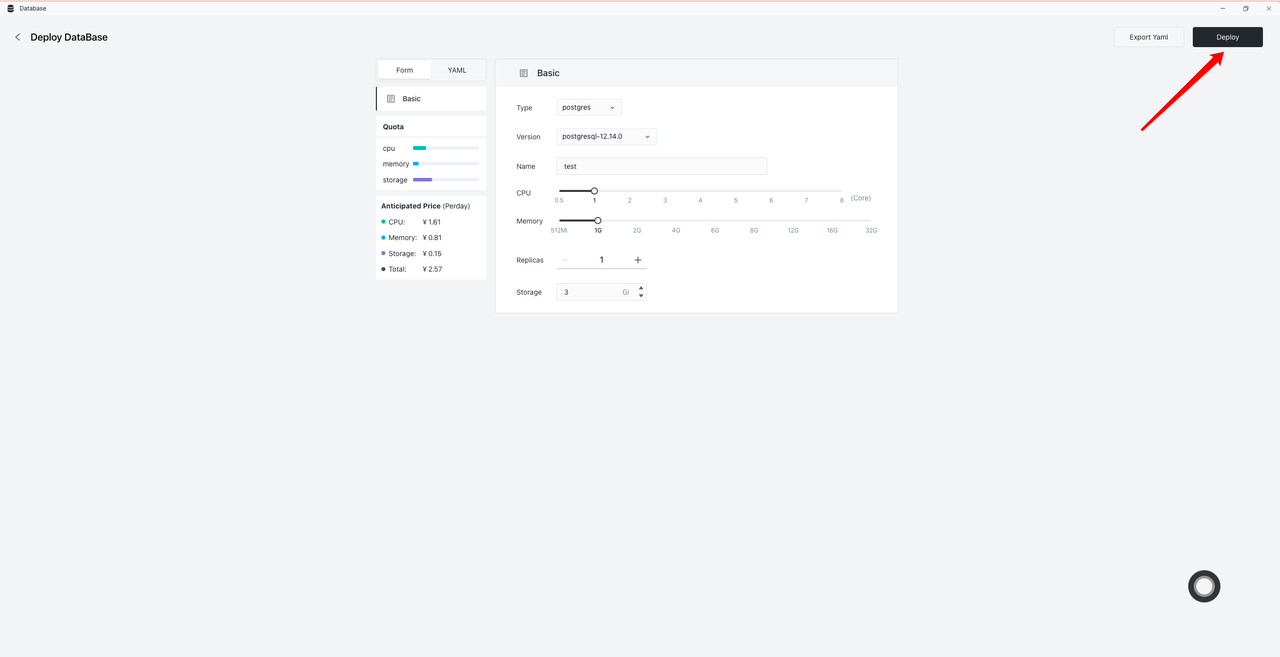 Database
Deploy DataBase
Export Yaml
Deploy
Form
YAML
Basic
Quota
cpu
memory
storage
Anticipated Price (Perday)
CPU: ¥ 1.61
Memory: ¥ 0.81
Storage: ¥ 0.15
Total: ¥ 2.57
Basic
Type postgres
Version postgresql-12.14.0
Name test
CPU
0.5 1 2 3 4 5 6 7 8 (Core)
Memory
512Mi 1G 2G 4G 6G 8G 12G 16G 32G
Replicas − 1 +
Storage 3 Gi